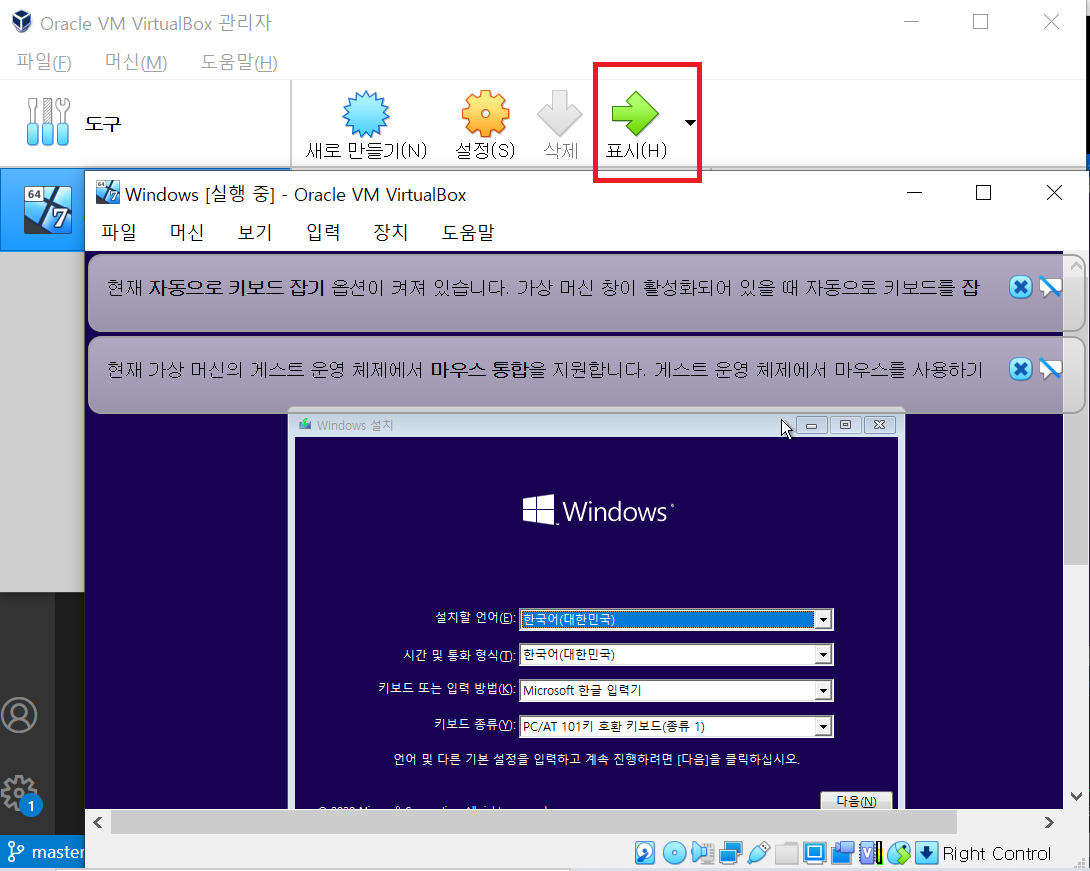 Oracle VM VirtualBox 관리자
파일(F) 머신(M) 도움말(H)
도구
새로 만들기(N) 설정(S) 삭제 표시(H)
64
7
64
7
Windows [실행 중] - Oracle VM VirtualBox
파일 머신 보기 입력 장치 도움말
현재 자동으로 키보드 잡기 옵션이 켜져 있습니다. 가상 머신 창이 활성화되어 있을 때 자동으로 키보드를 잡
현재 가상 머신의 게스트 운영 체제에서 마우스 통합을 지원합니다. 게스트 운영 체제에서 마우스를 사용하기
Windows 설치
Windows
설치할 언어(E): 한국어(대한민국)
시간 및 통화 형식(T): 한국어(대한민국)
키보드 또는 입력 방법(K): Microsoft 한글 입력기
키보드 종류(Y): PC/AT 101키 호환 키보드(종류 1)
언어 및 다른 기본 설정을 입력하고 계속 진행하려면 [다음]을 클릭하십시오.
다음(N)
1
master
Right Control